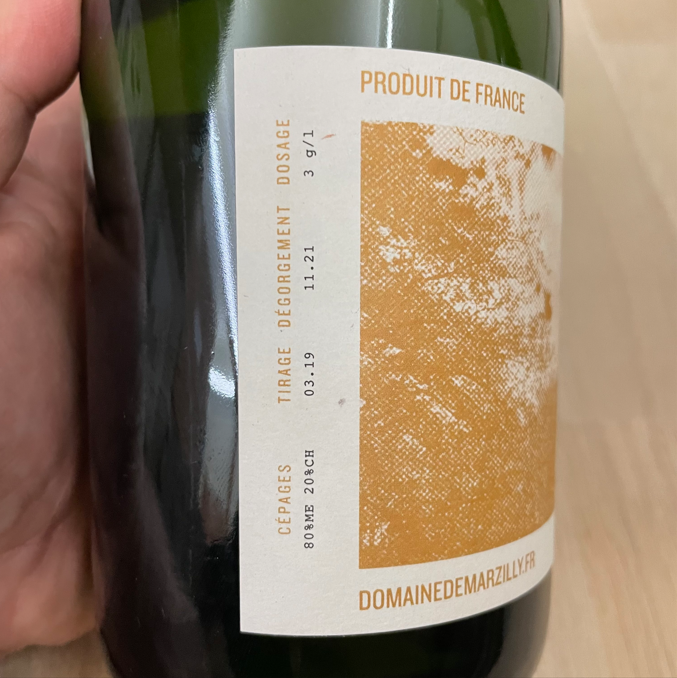 PRODUIT DE FRANCE
CÉPAGES TIRAGE DÉGORGEMENT DOSAGE
80%ME 20%CH 03.19 11.21 3 g/l
DOMAINEDEMARZILLY.FR